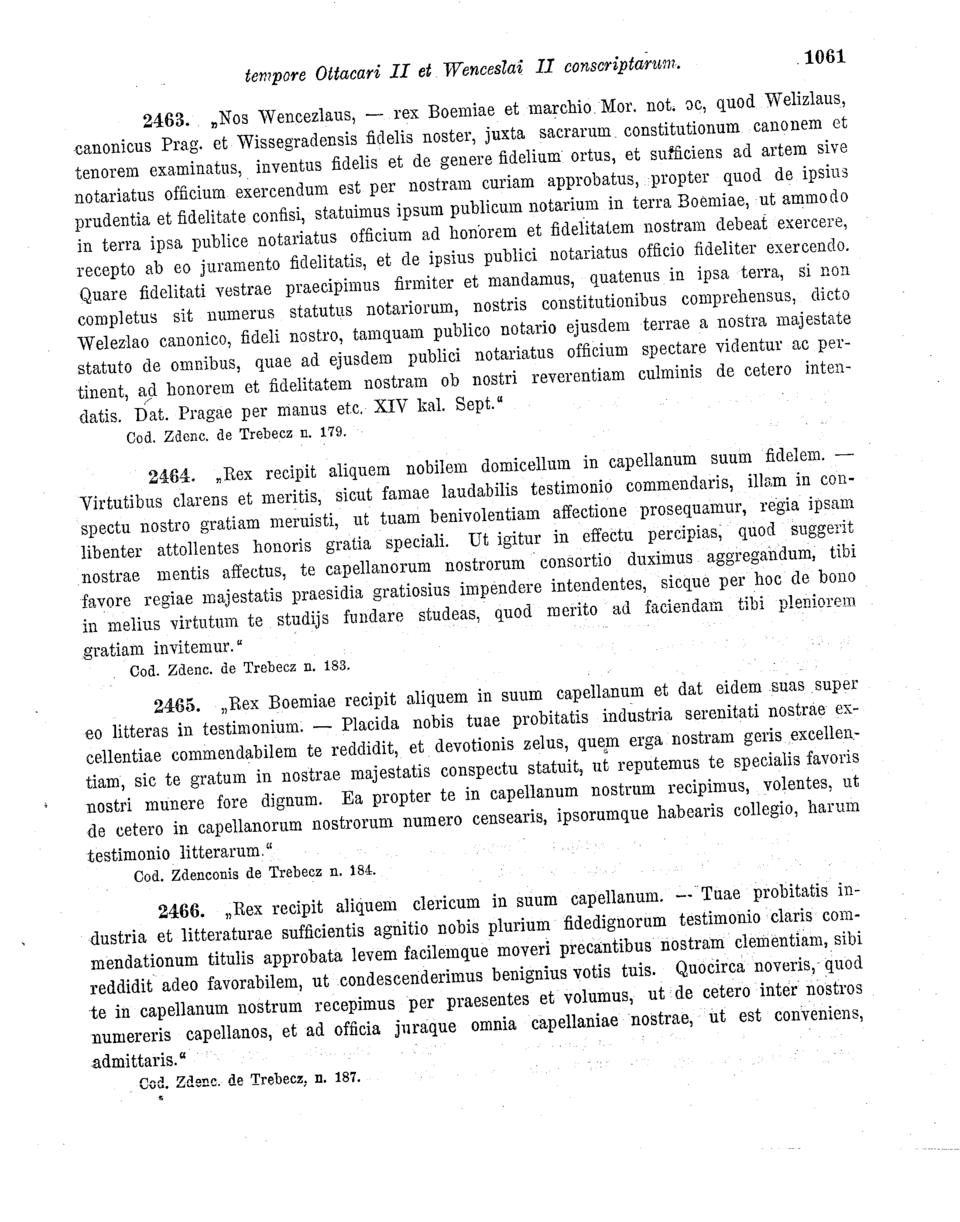 tempore Ottacari II et Wenceslai II conscriptarum. 1061
2463. „Nos Wencezlaus, — rex Boemiae et marchio Mor. not. ɔc, quod Welizlaus,
canonicus Prag. et Wissegradensis fidelis noster, juxta sacrarum constitutionum canonem et
tenorem examinatus, inventus fidelis et de genere fidelium ortus, et sufficiens ad artem sive
notariatus officium exercendum est per nostram curiam approbatus, propter quod de ipsius
prudentia et fidelitate confisi, statuimus ipsum publicum notarium in terra Boemiae, ut ammodo
in terra ipsa publice notariatus officium ad honorem et fidelitatem nostram debeat exercere,
recepto ab eo juramento fidelitatis, et de ipsius publici notariatus officio fideliter exercendo.
Quare fidelitati vestrae praecipimus firmiter et mandamus, quatenus in ipsa terra, si non
completus sit numerus statutus notariorum, nostris constitutionibus comprehensus, dicto
Welezlao canonico, fideli nostro, tamquam publico notario ejusdem terrae a nostra majestate
statuto de omnibus, quae ad ejusdem publici notariatus officium spectare videntur ac per-
tinent, ad honorem et fidelitatem nostram ob nostri reverentiam culminis de cetero inten-
datis. Dat. Pragae per manus etc. XIV kal. Sept.“
Cod. Zdenc. de Trebecz n. 179.
2464. „Rex recipit aliquem nobilem domicellum in capellanum suum fidelem. —
Virtutibus clarens et meritis, sicut famae laudabilis testimonio commendaris, illam in con-
spectu nostro gratiam meruisti, ut tuam benivolentiam affectione prosequamur, regia ipsam
libenter attollentes honoris gratia speciali. Ut igitur in effectu percipias, quod suggerit
nostrae mentis affectus, te capellanorum nostrorum consortio duximus aggregandum, tibi
favore regiae majestatis praesidia gratiosius impendere intendentes, sicque per hoc de bono
in melius virtutum te studijs fundare studeas, quod merito ad faciendam tibi pleniorem
gratiam invitemur.“
Cod. Zdenc. de Trebecz n. 183.
2465. „Rex Boemiae recipit aliquem in suum capellanum et dat eidem suas super
eo litteras in testimonium. — Placida nobis tuae probitatis industria serenitati nostrae ex-
cellentiae commendabilem te reddidit, et devotionis zelus, quem erga nostram geris excellen-
tiam, sic te gratum in nostrae majestatis conspectu statuit, ut reputemus te specialis favoris
nostri munere fore dignum. Ea propter te in capellanum nostrum recipimus, volentes, ut
de cetero in capellanorum nostrorum numero censearis, ipsorumque habearis collegio, harum
testimonio litterarum.“
Cod. Zdenconis de Trebecz n. 184.
2466. „Rex recipit aliquem clericum in suum capellanum. — Tuae probitatis in-
dustria et litteraturae sufficientis agnitio nobis plurium fidedignorum testimonio claris com-
mendationum titulis approbata levem facilemque moveri precantibus nostram clementiam, sibi
reddidit adeo favorabilem, ut condescenderimus benignius votis tuis. Quocirca noveris, quod
te in capellanum nostrum recepimus per praesentes et volumus, ut de cetero inter nostros
numereris capellanos, et ad officia juraque omnia capellaniae nostrae, ut est conveniens,
admittaris.“
Cod. Zdenc. de Trebecz, n. 187.